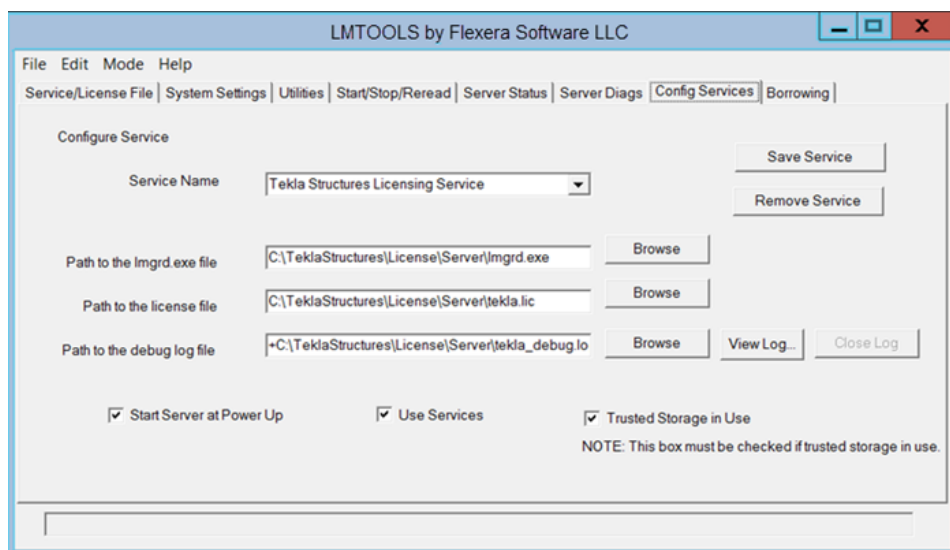 LMTOOLS by Flexera Software LLC
File Edit Mode Help
Service/License File System Settings Utilities Start/Stop/Reread Server Status Server Diags Config Services Borrowing
Configure Service
Save Service
Service Name Tekla Structures Licensing Service
Remove Service
Path to the lmgrd.exe file C:\TeklaStructures\License\Server\lmgrd.exe Browse
Path to the license file C:\TeklaStructures\License\Server\tekla.lic Browse
Path to the debug log file +C:\TeklaStructures\License\Server\tekla_debug.lo Browse View Log... Close Log
Start Server at Power Up Use Services Trusted Storage in Use
NOTE: This box must be checked if trusted storage in use.